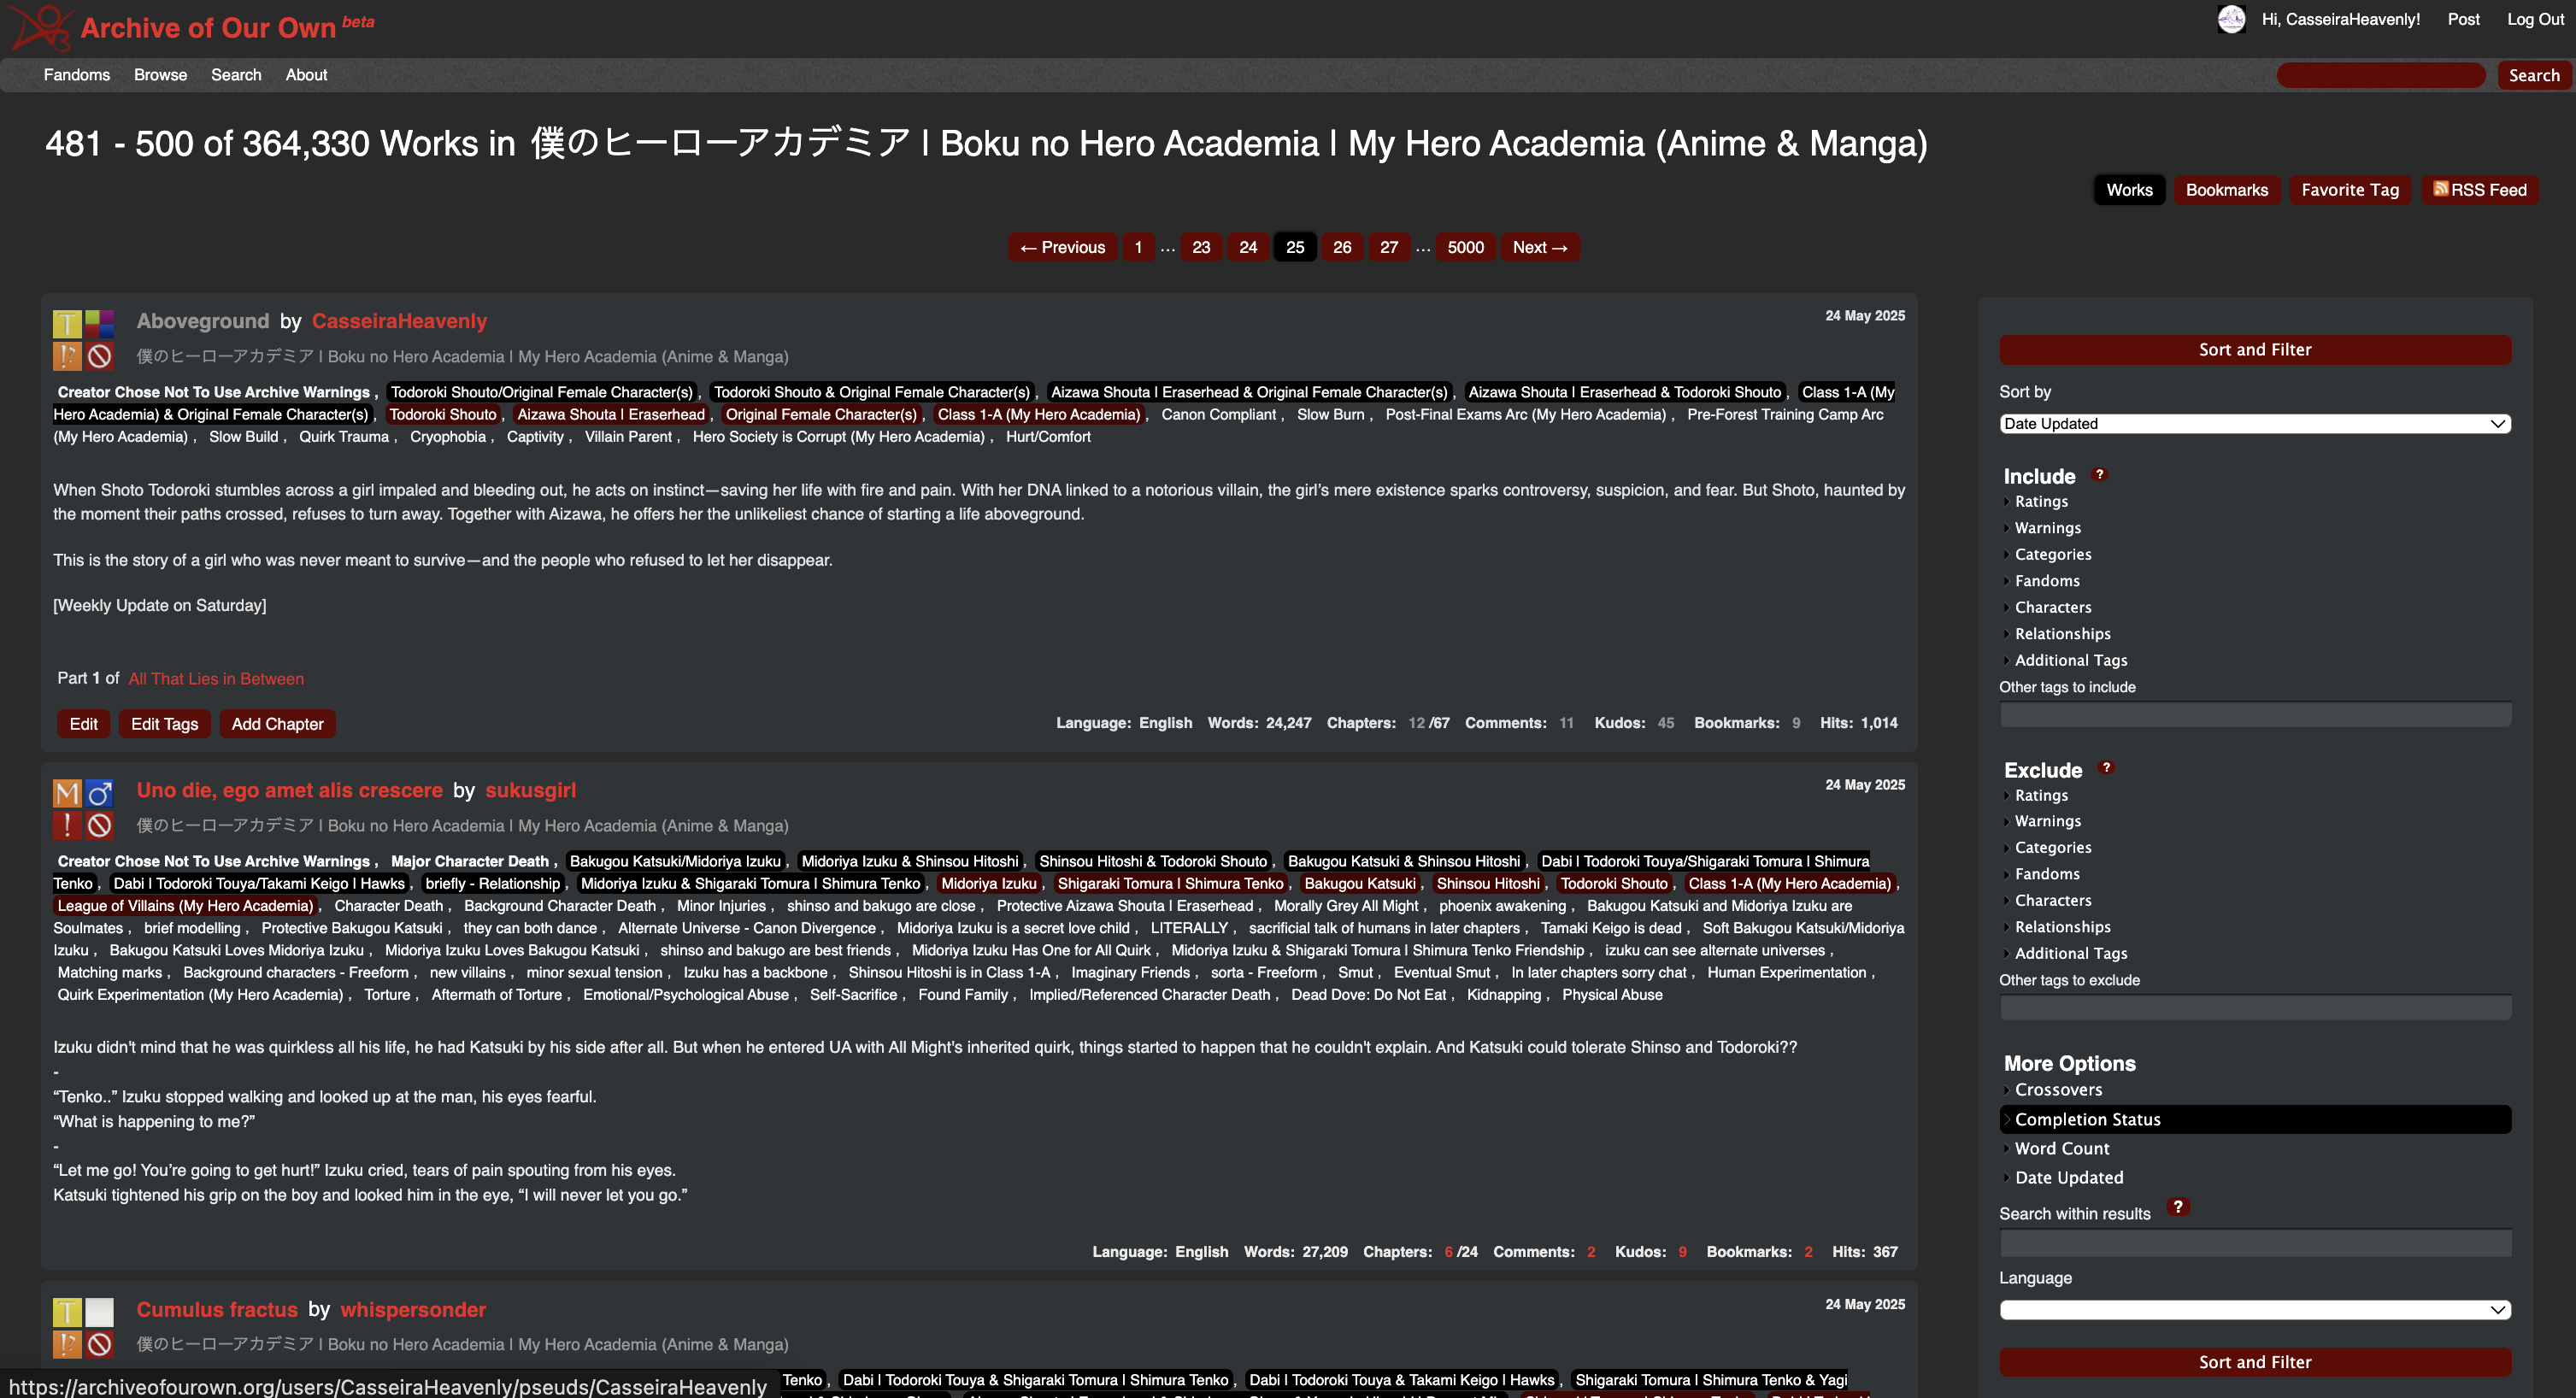 Archive of Our Own beta
Hi, CasseiraHeavenly! Post Log Out
Fandoms Browse Search About
Search
481 - 500 of 364,330 Works in 僕のヒーローアカデミア | Boku no Hero Academia | My Hero Academia (Anime & Manga)
Works Bookmarks Favorite Tag RSS Feed
← Previous 1 … 23 24 25 26 27 … 5000 Next →
Aboveground by CasseiraHeavenly
24 May 2025
僕のヒーローアカデミア | Boku no Hero Academia | My Hero Academia (Anime & Manga)
Creator Chose Not To Use Archive Warnings, Todoroki Shouto/Original Female Character(s), Todoroki Shouto & Original Female Character(s), Aizawa Shouta | Eraserhead & Original Female Character(s), Aizawa Shouta | Eraserhead & Todoroki Shouto, Class 1-A (My
Hero Academia) & Original Female Character(s), Todoroki Shouto, Aizawa Shouta | Eraserhead, Original Female Character(s), Class 1-A (My Hero Academia), Canon Compliant, Slow Burn, Post-Final Exams Arc (My Hero Academia), Pre-Forest Training Camp Arc
(My Hero Academia), Slow Build, Quirk Trauma, Cryophobia, Captivity, Villain Parent, Hero Society is Corrupt (My Hero Academia), Hurt/Comfort
When Shoto Todoroki stumbles across a girl impaled and bleeding out, he acts on instinct—saving her life with fire and pain. With her DNA linked to a notorious villain, the girl’s mere existence sparks controversy, suspicion, and fear. But Shoto, haunted by
the moment their paths crossed, refuses to turn away. Together with Aizawa, he offers her the unlikeliest chance of starting a life aboveground.
This is the story of a girl who was never meant to survive—and the people who refused to let her disappear.
[Weekly Update on Saturday]
Part 1 of All That Lies in Between
Edit Edit Tags Add Chapter
Language: English Words: 24,247 Chapters: 12/67 Comments: 11 Kudos: 45 Bookmarks: 9 Hits: 1,014
Uno die, ego amet alis crescere by sukusgirl
24 May 2025
僕のヒーローアカデミア | Boku no Hero Academia | My Hero Academia (Anime & Manga)
Creator Chose Not To Use Archive Warnings, Major Character Death, Bakugou Katsuki/Midoriya Izuku, Midoriya Izuku & Shinsou Hitoshi, Shinsou Hitoshi & Todoroki Shouto, Bakugou Katsuki & Shinsou Hitoshi, Dabi | Todoroki Touya/Shigaraki Tomura | Shimura
Tenko, Dabi | Todoroki Touya/Takami Keigo | Hawks, briefly - Relationship, Midoriya Izuku & Shigaraki Tomura | Shimura Tenko, Midoriya Izuku, Shigaraki Tomura | Shimura Tenko, Bakugou Katsuki, Shinsou Hitoshi, Todoroki Shouto, Class 1-A (My Hero Academia),
League of Villains (My Hero Academia), Character Death, Background Character Death, Minor Injuries, shinso and bakugo are close, Protective Aizawa Shouta | Eraserhead, Morally Grey All Might, phoenix awakening, Bakugou Katsuki and Midoriya Izuku are
Soulmates, brief modelling, Protective Bakugou Katsuki, they can both dance, Alternate Universe - Canon Divergence, Midoriya Izuku is a secret love child, LITERALLY, sacrificial talk of humans in later chapters, Tamaki Keigo is dead, Soft Bakugou Katsuki/Midoriya
Izuku, Bakugou Katsuki Loves Midoriya Izuku, Midoriya Izuku Loves Bakugou Katsuki, shinso and bakugo are best friends, Midoriya Izuku Has One for All Quirk, Midoriya Izuku & Shigaraki Tomura | Shimura Tenko Friendship, izuku can see alternate universes,
Matching marks, Background characters - Freeform, new villains, minor sexual tension, Izuku has a backbone, Shinsou Hitoshi is in Class 1-A, Imaginary Friends, sorta - Freeform, Smut, Eventual Smut, In later chapters sorry chat, Human Experimentation,
Quirk Experimentation (My Hero Academia), Torture, Aftermath of Torture, Emotional/Psychological Abuse, Self-Sacrifice, Found Family, Implied/Referenced Character Death, Dead Dove: Do Not Eat, Kidnapping, Physical Abuse
Izuku didn't mind that he was quirkless all his life, he had Katsuki by his side after all. But when he entered UA with All Might's inherited quirk, things started to happen that he couldn't explain. And Katsuki could tolerate Shinso and Todoroki??
-
“Tenko..” Izuku stopped walking and looked up at the man, his eyes fearful.
“What is happening to me?”
-
“Let me go! You’re going to get hurt!” Izuku cried, tears of pain spouting from his eyes.
Katsuki tightened his grip on the boy and looked him in the eye, “I will never let you go.”
Language: English Words: 27,209 Chapters: 6/24 Comments: 2 Kudos: 9 Bookmarks: 2 Hits: 367
Cumulus fractus by whispersonder
24 May 2025
僕のヒーローアカデミア | Boku no Hero Academia | My Hero Academia (Anime & Manga)
Tenko, Dabi | Todoroki Touya & Shigaraki Tomura | Shimura Tenko, Dabi | Todoroki Touya & Takami Keigo | Hawks, Shigaraki Tomura | Shimura Tenko & Yagi
https://archiveofourown.org/users/CasseiraHeavenly/pseuds/CasseiraHeavenly
Sort and Filter
Sort by
Date Updated
Include ?
Ratings
Warnings
Categories
Fandoms
Characters
Relationships
Additional Tags
Other tags to include
Exclude ?
Ratings
Warnings
Categories
Fandoms
Characters
Relationships
Additional Tags
Other tags to exclude
More Options
Crossovers
Completion Status
Word Count
Date Updated
Search within results ?
Language
Sort and Filter